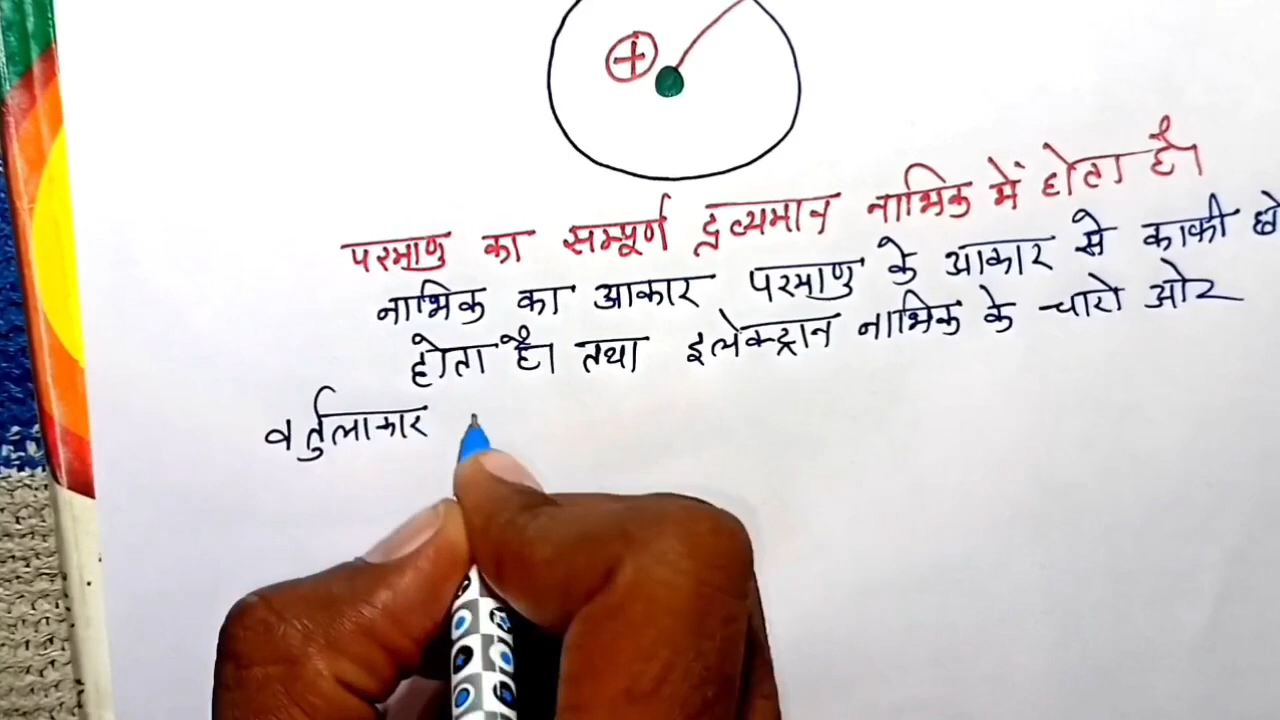 +
परमाणु का सम्पूर्ण द्रव्यमान नाभिक में होता है।
नाभिक का आकार परमाणु के आकार से काफी छो
होता है। तथा इलेक्ट्रान नाभिक के चारो ओर
वर्तुलाकार